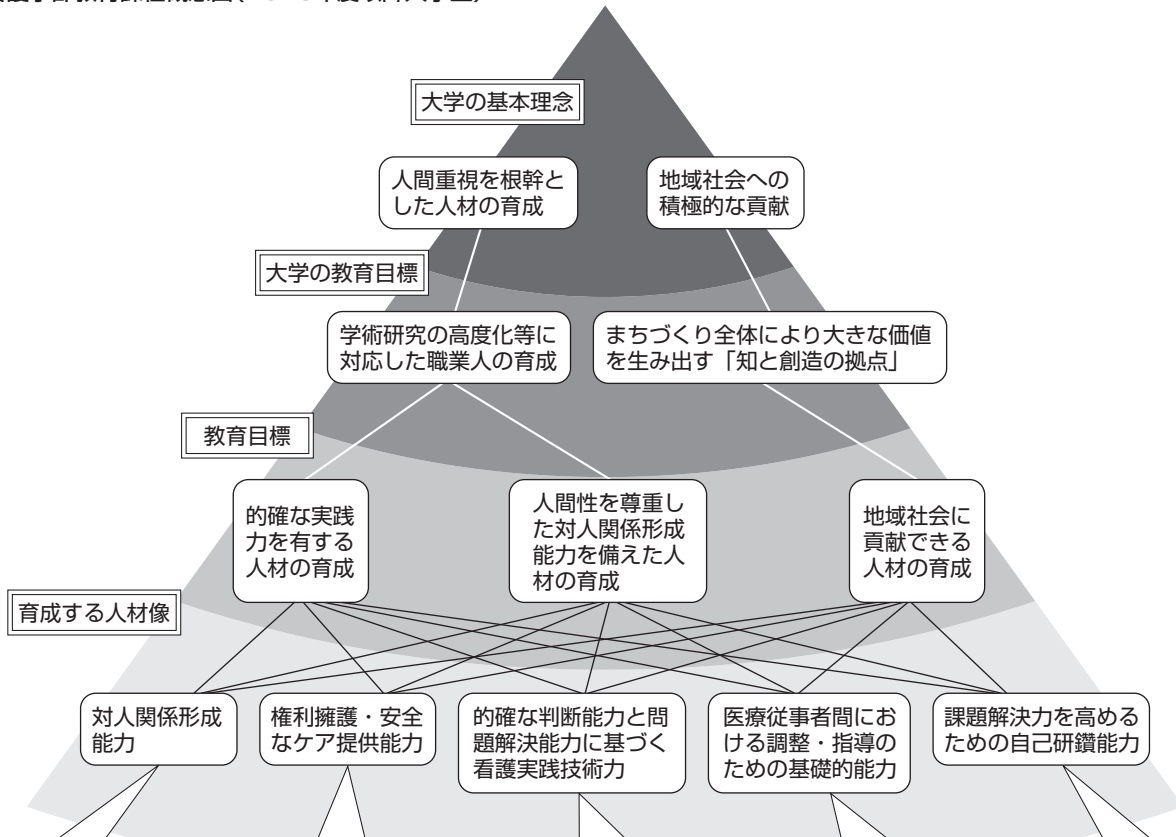 大学の基本理念
人間重視を根幹と
した人材の育成
地域社会への
積極的な貢献
大学の教育目標
学術研究の高度化等に
対応した職業人の育成
まちづくり全体により大きな価値
を生み出す「知と創造の拠点」
教育目標
的確な実践
力を有する
人材の育成
人間性を尊重し
た対人関係形成
能力を備えた人
材の育成
地域社会に
貢献できる
人材の育成
育成する人材像
対人関係形成
能力
権利擁護・安全
なケア提供能力
的確な判断能力と問
題解決能力に基づく
看護実践技術力
医療従事者間にお
ける調整・指導の
ための基礎的能力
課題解決力を高める
ための自己研鑽能力